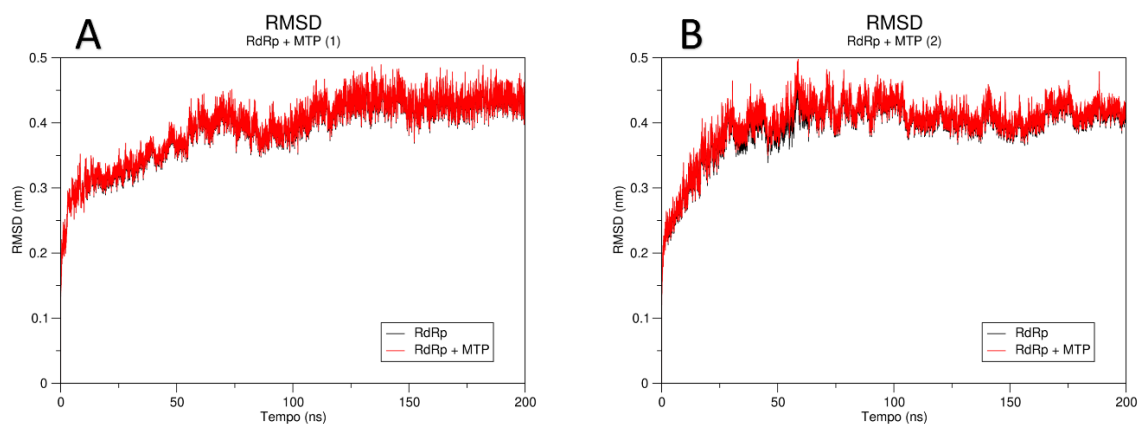 A
RMSD
RdRp + MTP (1)
0.5
0.4
0.3
0.2
0.1
0
RMSD (nm)
RdRp
RdRp + MTP
0
50
100
150
200
Tempo (ns)
B
RMSD
RdRp + MTP (2)
0.5
0.4
0.3
0.2
0.1
0
RMSD (nm)
RdRp
RdRp + MTP
0
50
100
150
200
Tempo (ns)